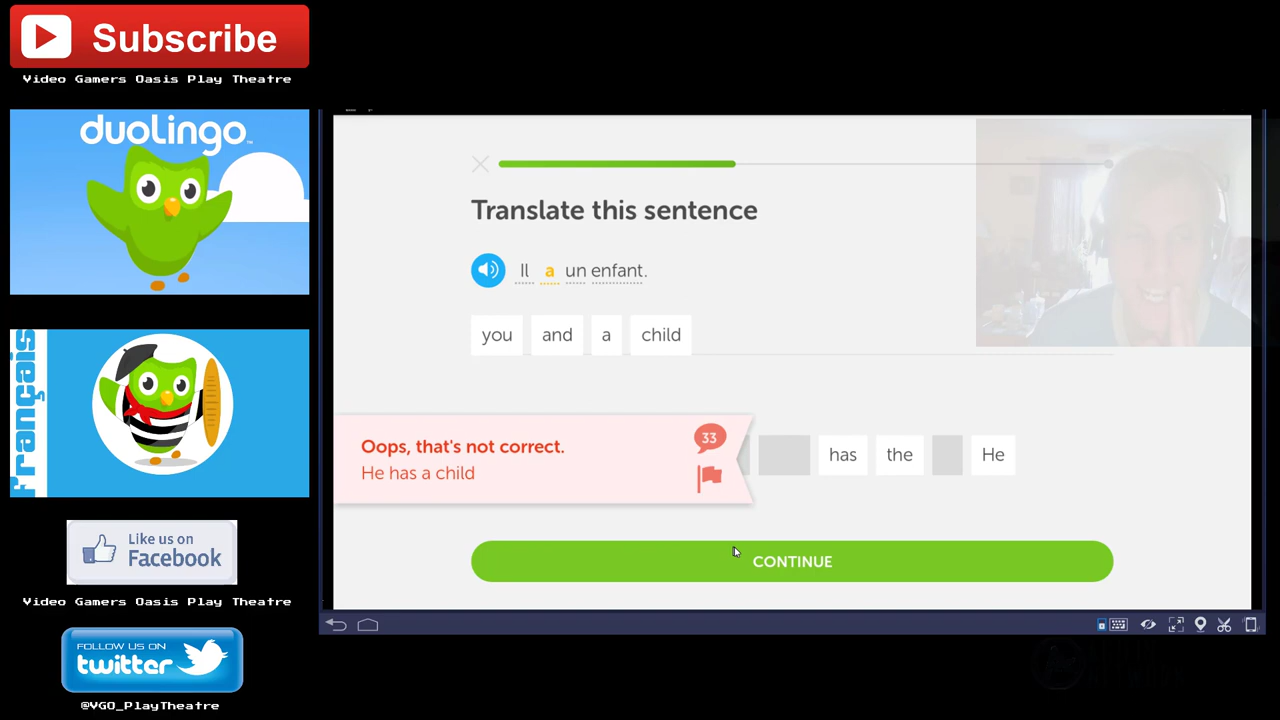 Subscribe
Video Gamers Oasis Play Theatre
duolingo
Français
Like us on
Facebook
Video Gamers Oasis Play Theatre
FOLLOW US ON
twitter
@VGO_PlayTheatre
Translate this sentence
Il a un enfant.
you and a child
Oops, that's not correct.
33
He has a child
has the He
CONTINUE